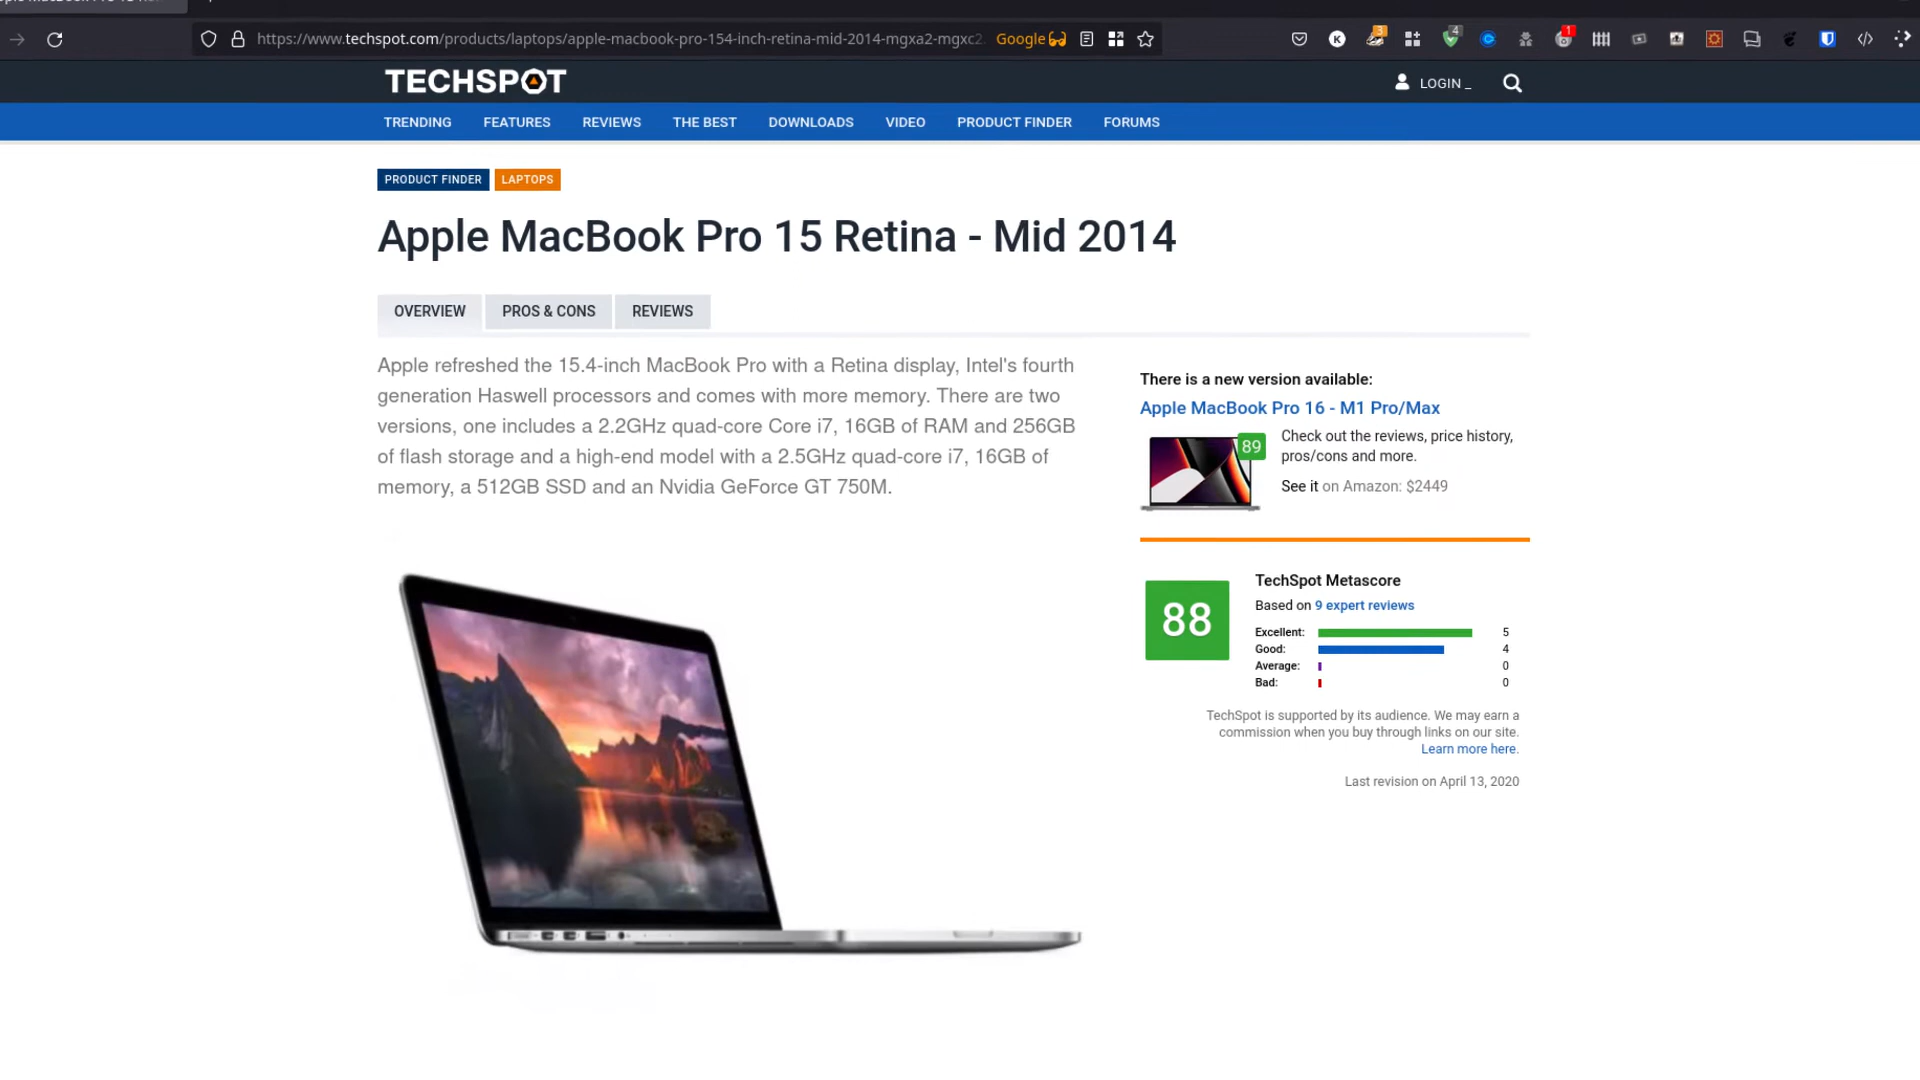 https://www.techspot.com/products/laptops/apple-macbook-pro-154-inch-retina-mid-2014-mgxa2-mgxc2.
Google
3
K
4
1
TECHSPOT
LOGIN _
TRENDING FEATURES REVIEWS THE BEST DOWNLOADS VIDEO PRODUCT FINDER FORUMS
PRODUCT FINDER LAPTOPS
Apple MacBook Pro 15 Retina - Mid 2014
OVERVIEW PROS & CONS REVIEWS
Apple refreshed the 15.4-inch MacBook Pro with a Retina display, Intel's fourth
generation Haswell processors and comes with more memory. There are two
versions, one includes a 2.2GHz quad-core Core i7, 16GB of RAM and 256GB
of flash storage and a high-end model with a 2.5GHz quad-core i7, 16GB of
memory, a 512GB SSD and an Nvidia GeForce GT 750M.
There is a new version available:
Apple MacBook Pro 16 - M1 Pro/Max
89
Check out the reviews, price history,
pros/cons and more.
See it on Amazon: $2449
88
TechSpot Metascore
Based on 9 expert reviews
Excellent: 5
Good: 4
Average: 0
Bad: 0
TechSpot is supported by its audience. We may earn a
commission when you buy through links on our site.
Learn more here.
Last revision on April 13, 2020